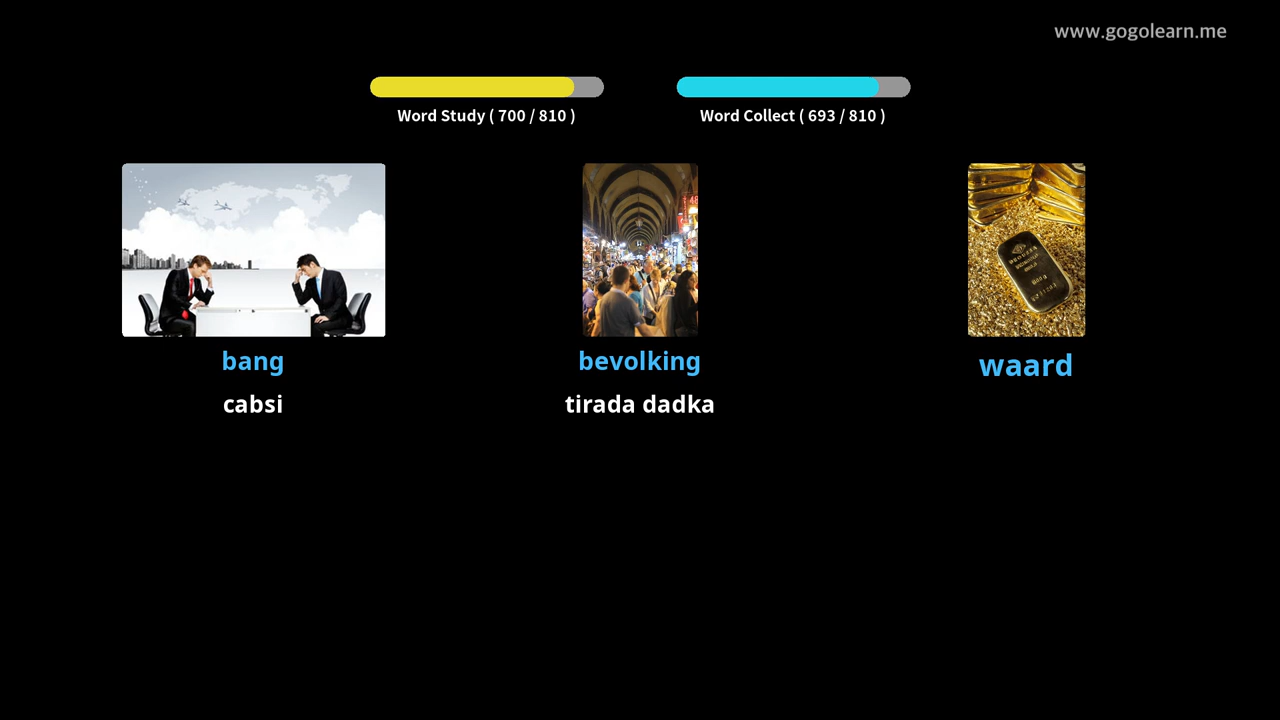 www.gogolearn.me
Word Study ( 700 / 810 )
Word Collect ( 693 / 810 )
bang
bevolking
waard
cabsi
tirada dadka